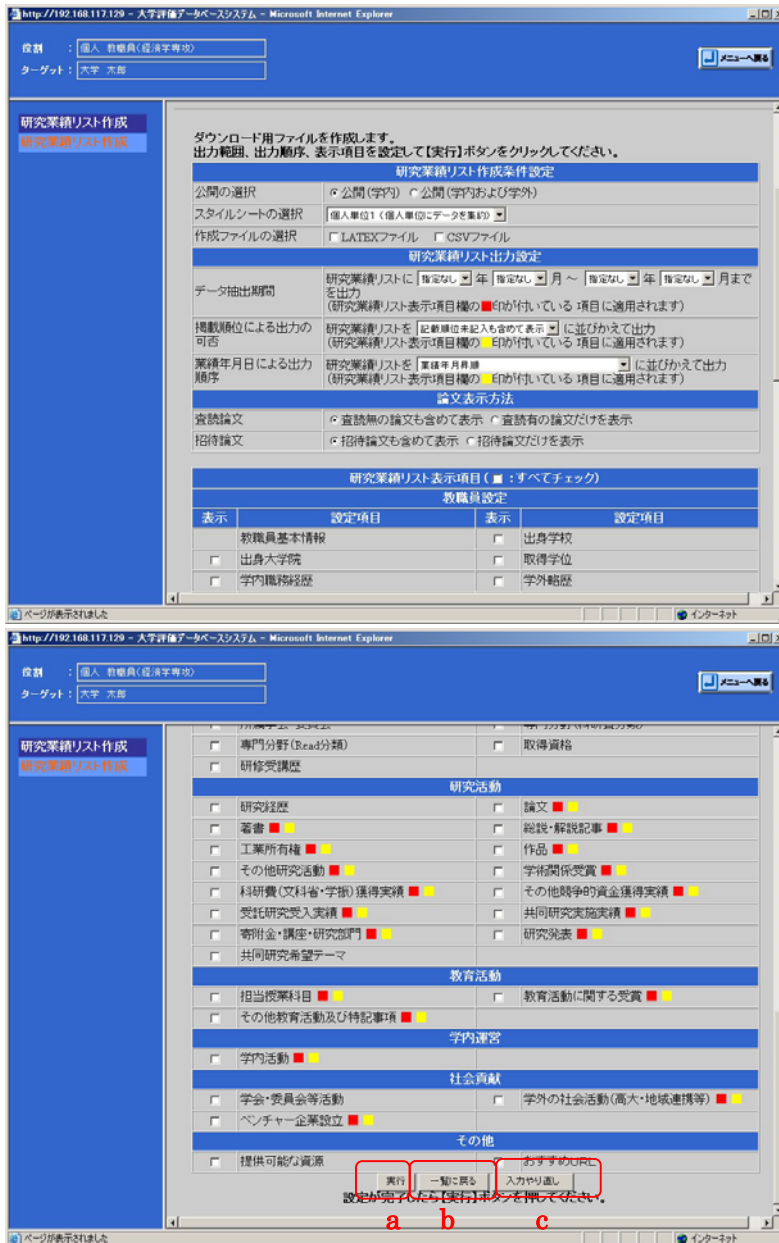 http://192.168.117.129 - 大学評価データベースシステム - Microsoft Internet Explorer
役割 : 個人 教職員(経済学専攻)
ターゲット : 大学 太郎
メニューへ戻る
研究業績リスト作成
研究業績リスト作成
ダウンロード用ファイルを作成します。
出力範囲、出力順序、表示項目を設定して【実行】ボタンをクリックしてください。
研究業績リスト作成条件設定
公開の選択 公開(学内) 公開(学内および学外)
スタイルシートの選択 個人単位1（個人単位にデータを集約）
作成ファイルの選択 LATEXファイル CSVファイル
研究業績リスト出力設定
データ抽出期間 研究業績リストに 指定なし 年 指定なし 月 ～ 指定なし 年 指定なし 月まで
を出力
(研究業績リスト表示項目欄の■印が付いている 項目に適用されます)
掲載順位による出力の可否 研究業績リストを 記載順位未記入も含めて表示 に並びかえて出力
(研究業績リスト表示項目欄の■印が付いている 項目に適用されます)
業績年月日による出力順序 研究業績リストを 業績年月昇順 に並びかえて出力
(研究業績リスト表示項目欄の■印が付いている 項目に適用されます)
論文表示方法
査読論文 査読無の論文も含めて表示 査読有の論文だけを表示
招待論文 招待論文も含めて表示 招待論文だけを表示
研究業績リスト表示項目(■:すべてチェック)
教職員設定
表示 設定項目 表示 設定項目
教職員基本情報 出身学校
出身大学院 取得学位
学内職務経歴 学外略歴
ページが表示されました インターネット
http://192.168.117.129 - 大学評価データベースシステム - Microsoft Internet Explorer
役割 : 個人 教職員(経済学専攻)
ターゲット : 大学 太郎
メニューへ戻る
研究業績リスト作成
研究業績リスト作成
専門分野(Read分類) 取得資格
研修受講歴
研究活動
研究経歴 論文
著書 総説・解説記事
工業所有権 作品
その他研究活動 学術関係受賞
科研費(文科省・学振)獲得実績 その他競争的資金獲得実績
受託研究受入実績 共同研究実施実績
寄附金・講座・研究部門 研究発表
共同研究希望テーマ
教育活動
担当授業科目 教育活動に関する受賞
その他教育活動及び特記事項
学内運営
学内活動
社会貢献
学会・委員会等活動 学外の社会活動(高大・地域連携等)
ベンチャー企業設立
その他
提供可能な資源 おすすめURL
実行 一覧に戻る 入力やり直し
設定が完了したら【実行】ボタンを押してください。
a b c
ページが表示されました インターネット